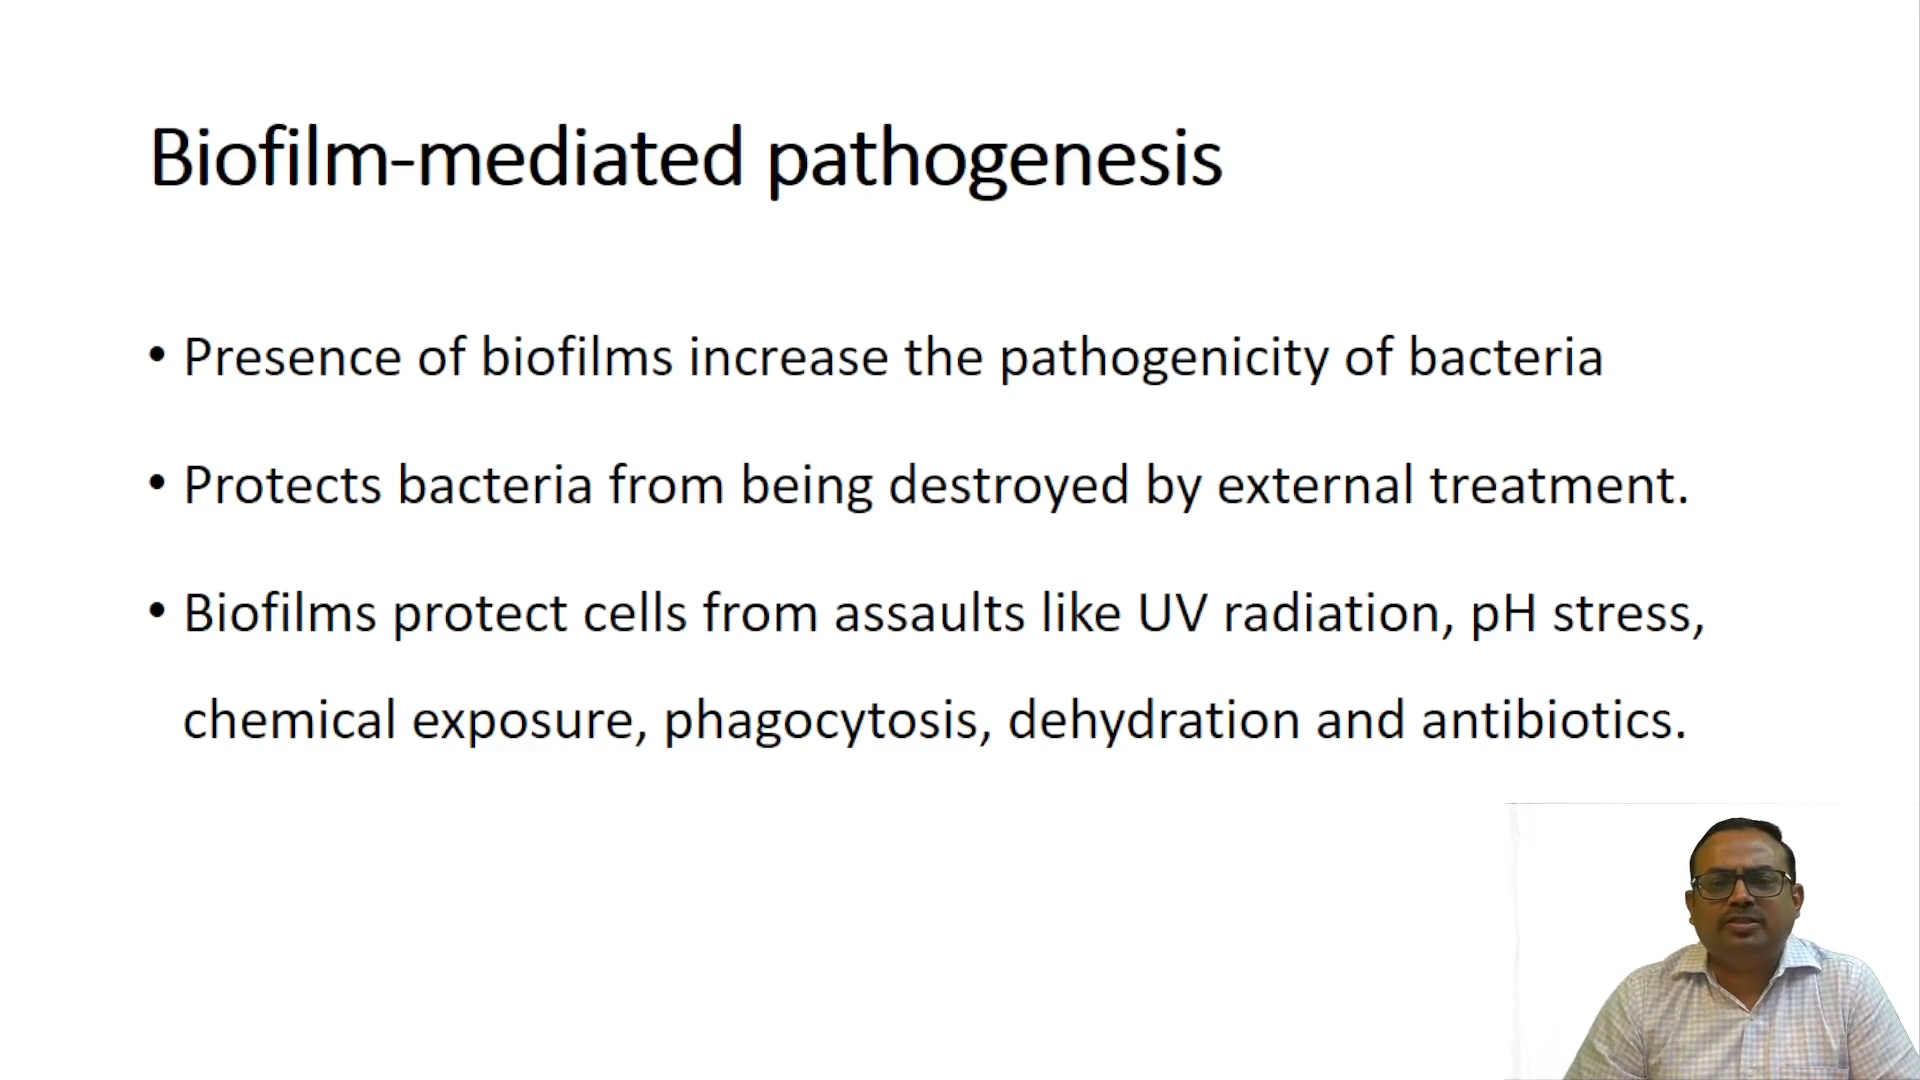 Biofilm-mediated pathogenesis
• Presence of biofilms increase the pathogenicity of bacteria
• Protects bacteria from being destroyed by external treatment.
• Biofilms protect cells from assaults like UV radiation, pH stress,
chemical exposure, phagocytosis, dehydration and antibiotics.